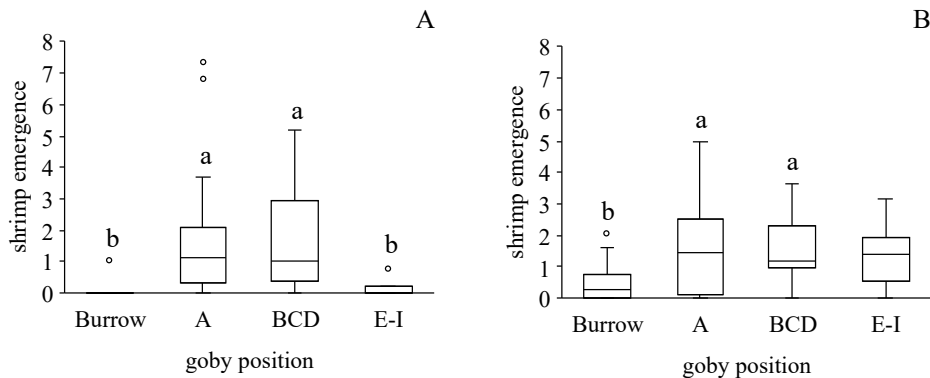 A
8
7
6
5
4
3
2
1
0
shrimp emergence
b
a
a
b
Burrow A BCD E-I
goby position
B
8
7
6
5
4
3
2
1
0
shrimp emergence
b
a
a
Burrow A BCD E-I
goby position